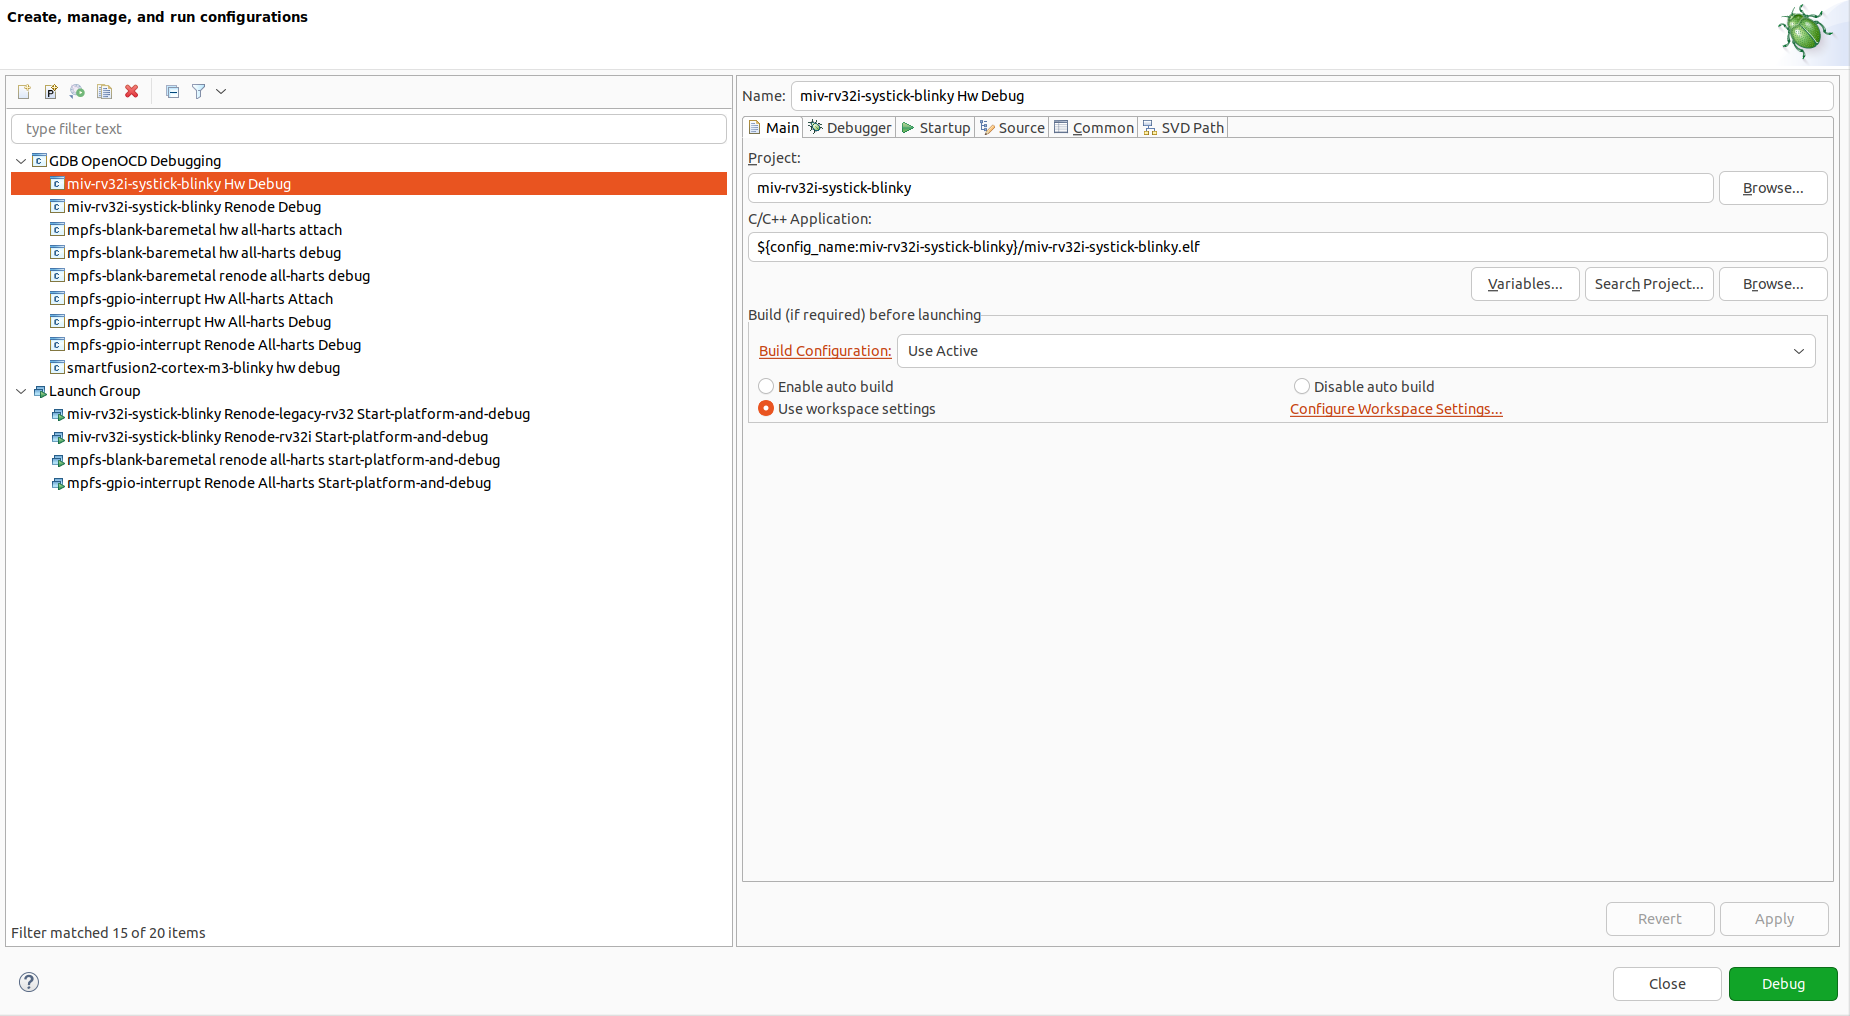 Create, manage, and run configurations
type filter text
GDB OpenOCD Debugging
miv-rv32i-systick-blinky Hw Debug
miv-rv32i-systick-blinky Renode Debug
mpfs-blank-baremetal hw all-harts attach
mpfs-blank-baremetal hw all-harts debug
mpfs-blank-baremetal renode all-harts debug
mpfs-gpio-interrupt Hw All-harts Attach
mpfs-gpio-interrupt Hw All-harts Debug
mpfs-gpio-interrupt Renode All-harts Debug
smartfusion2-cortex-m3-blinky hw debug
Launch Group
miv-rv32i-systick-blinky Renode-legacy-rv32 Start-platform-and-debug
miv-rv32i-systick-blinky Renode-rv32i Start-platform-and-debug
mpfs-blank-baremetal renode all-harts start-platform-and-debug
mpfs-gpio-interrupt Renode All-harts Start-platform-and-debug
Filter matched 15 of 20 items
Name: miv-rv32i-systick-blinky Hw Debug
Main Debugger Startup Source Common SVD Path
Project:
miv-rv32i-systick-blinky Browse...
C/C++ Application:
${config_name:miv-rv32i-systick-blinky}/miv-rv32i-systick-blinky.elf
Variables... Search Project... Browse...
Build (if required) before launching
Build Configuration: Use Active
Enable auto build Disable auto build
Use workspace settings Configure Workspace Settings...
Revert Apply
Close Debug